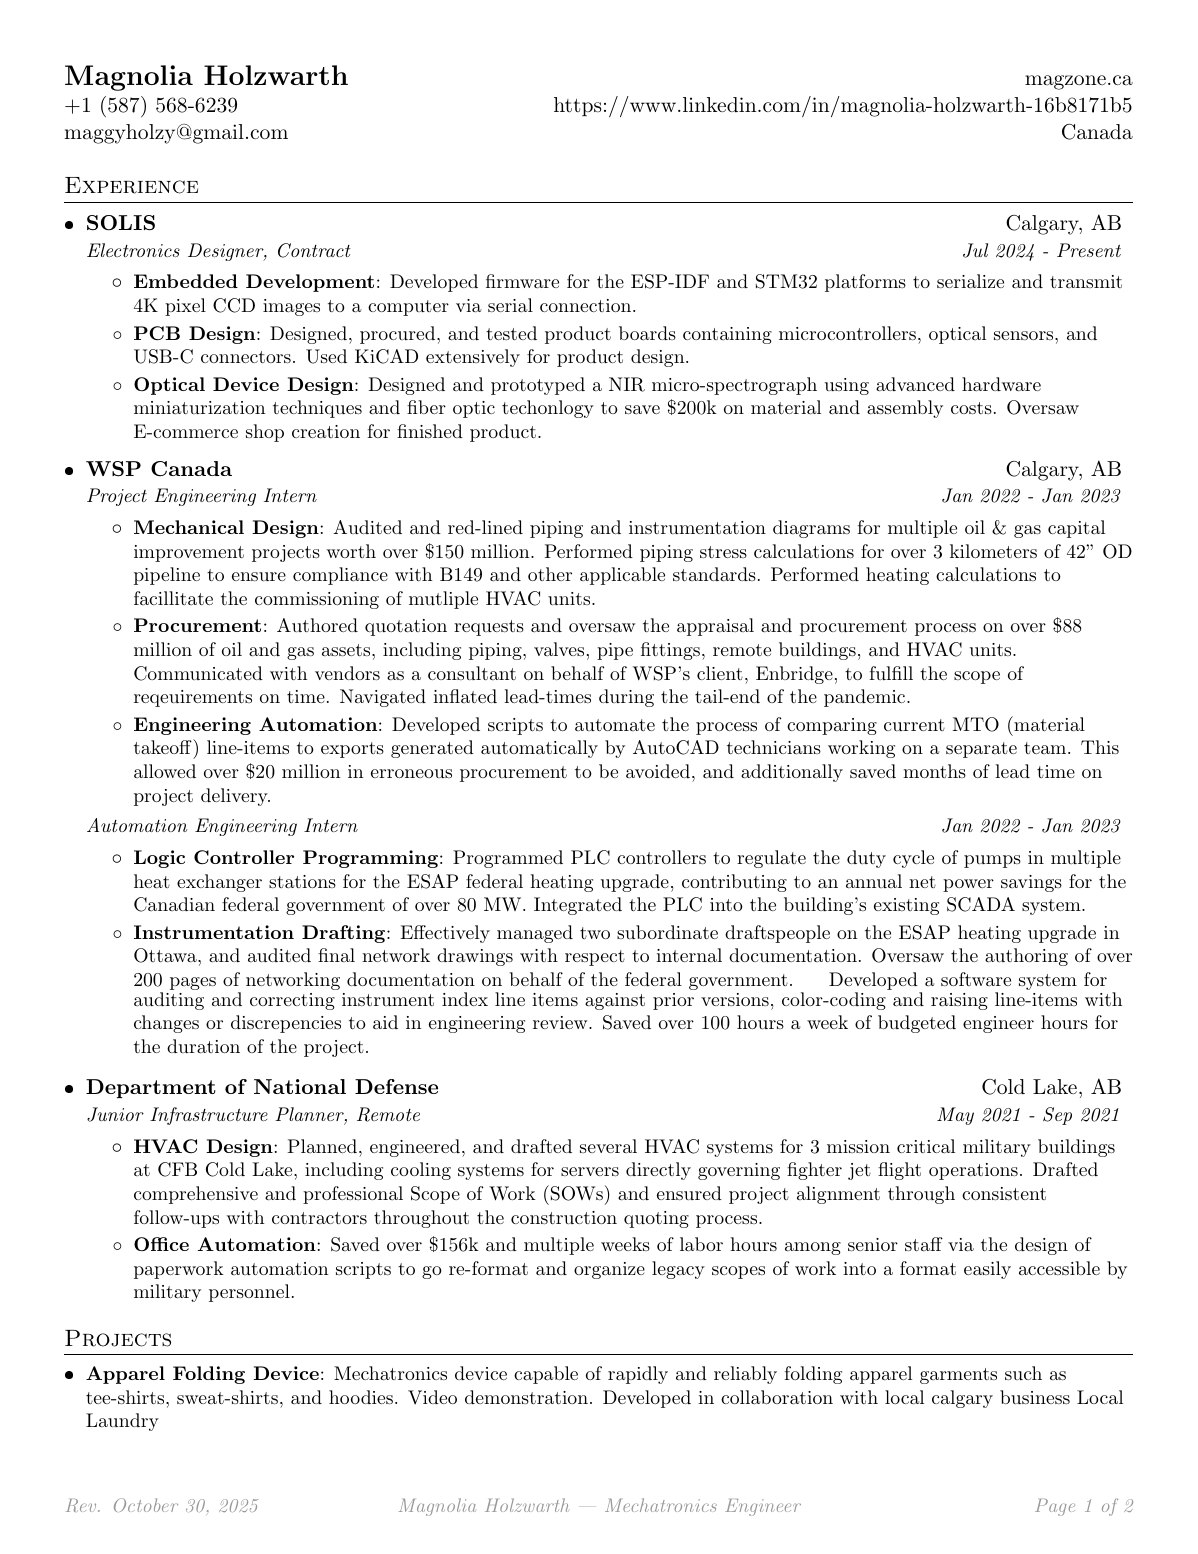 Magnolia Holzwarth
magzone.ca
+1 (587) 568-6239
https://www.linkedin.com/in/magnolia-holzwarth-16b8171b5
maggyholzy@gmail.com
Canada
Experience
• SOLIS
Calgary, AB
Electronics Designer, Contract
Jul 2024 - Present
◦ Embedded Development: Developed firmware for the ESP-IDF and STM32 platforms to serialize and transmit
4K pixel CCD images to a computer via serial connection.
◦ PCB Design: Designed, procured, and tested product boards containing microcontrollers, optical sensors, and
USB-C connectors. Used KiCAD extensively for product design.
◦ Optical Device Design: Designed and prototyped a NIR micro-spectrograph using advanced hardware
miniaturization techniques and fiber optic techonlogy to save $200k on material and assembly costs. Oversaw
E-commerce shop creation for finished product.
• WSP Canada
Calgary, AB
Project Engineering Intern
Jan 2022 - Jan 2023
◦ Mechanical Design: Audited and red-lined piping and instrumentation diagrams for multiple oil & gas capital
improvement projects worth over $150 million. Performed piping stress calculations for over 3 kilometers of 42” OD
pipeline to ensure compliance with B149 and other applicable standards. Performed heating calculations to
facillitate the commissioning of mutliple HVAC units.
◦ Procurement: Authored quotation requests and oversaw the appraisal and procurement process on over $88
million of oil and gas assets, including piping, valves, pipe fittings, remote buildings, and HVAC units.
Communicated with vendors as a consultant on behalf of WSP’s client, Enbridge, to fulfill the scope of
reqeuirements on time. Navigated inflated lead-times during the tail-end of the pandemic.
◦ Engineering Automation: Developed scripts to automate the process of comparing current MTO (material
takeoff) line-items to exports generated automatically by AutoCAD technicians working on a separate team. This
allowed over $20 million in erroneous procurement to be avoided, and additionally saved months of lead time on
project delivery.
Automation Engineering Intern
Jan 2022 - Jan 2023
◦ Logic Controller Programming: Programmed PLC controllers to regulate the duty cycle of pumps in multiple
heat exchanger stations for the ESAP federal heating upgrade, contributing to an annual net power savings for the
Canadian federal government of over 80 MW. Integrated the PLC into the building’s existing SCADA system.
◦ Instrumentation Drafting: Effectively managed two subordinate draftspeople on the ESAP heating upgrade in
Ottawa, and audited final network drawings with respect to internal documentation. Oversaw the authoring of over
200 pages of networking documentation on behalf of the federal government. Developed a software system for
auditing and correcting instrument index line items against prior versions, color-coding and raising line-items with
changes or discrepencies to aid in engineering review. Saved over 100 hours a week of budgeted engineer hours for
the duration of the project.
• Department of National Defense
Cold Lake, AB
Junior Infrastructure Planner, Remote
May 2021 - Sep 2021
◦ HVAC Design: Planned, engineered, and drafted several HVAC systems for 3 mission critical military buildings
at CFB Cold Lake, including cooling systems for servers directly governing fighter jet flight operations. Drafted
comprehensive and professional Scope of Work (SOWs) and ensured project alignment through consistent
follow-ups with contractors throughout the construction quoting process.
◦ Office Automation: Saved over $156k and multiple weeks of labor hours among senior staff via the design of
paperwork automation scripts to go re-format and organize legacy scopes of work into a format easily accessible by
military personnel.
Projects
• Apparel Folding Device: Mechatronics device capable of rapidly and reliably folding apparel garments such as
tee-shirts, sweat-shirts, and hoodies. Video demonstration. Developed in collaboration with local calgary business Local
Laundry
Rev. October 30, 2025
Magnolia Holzwarth — Mechatronics Engineer
Page 1 of 2